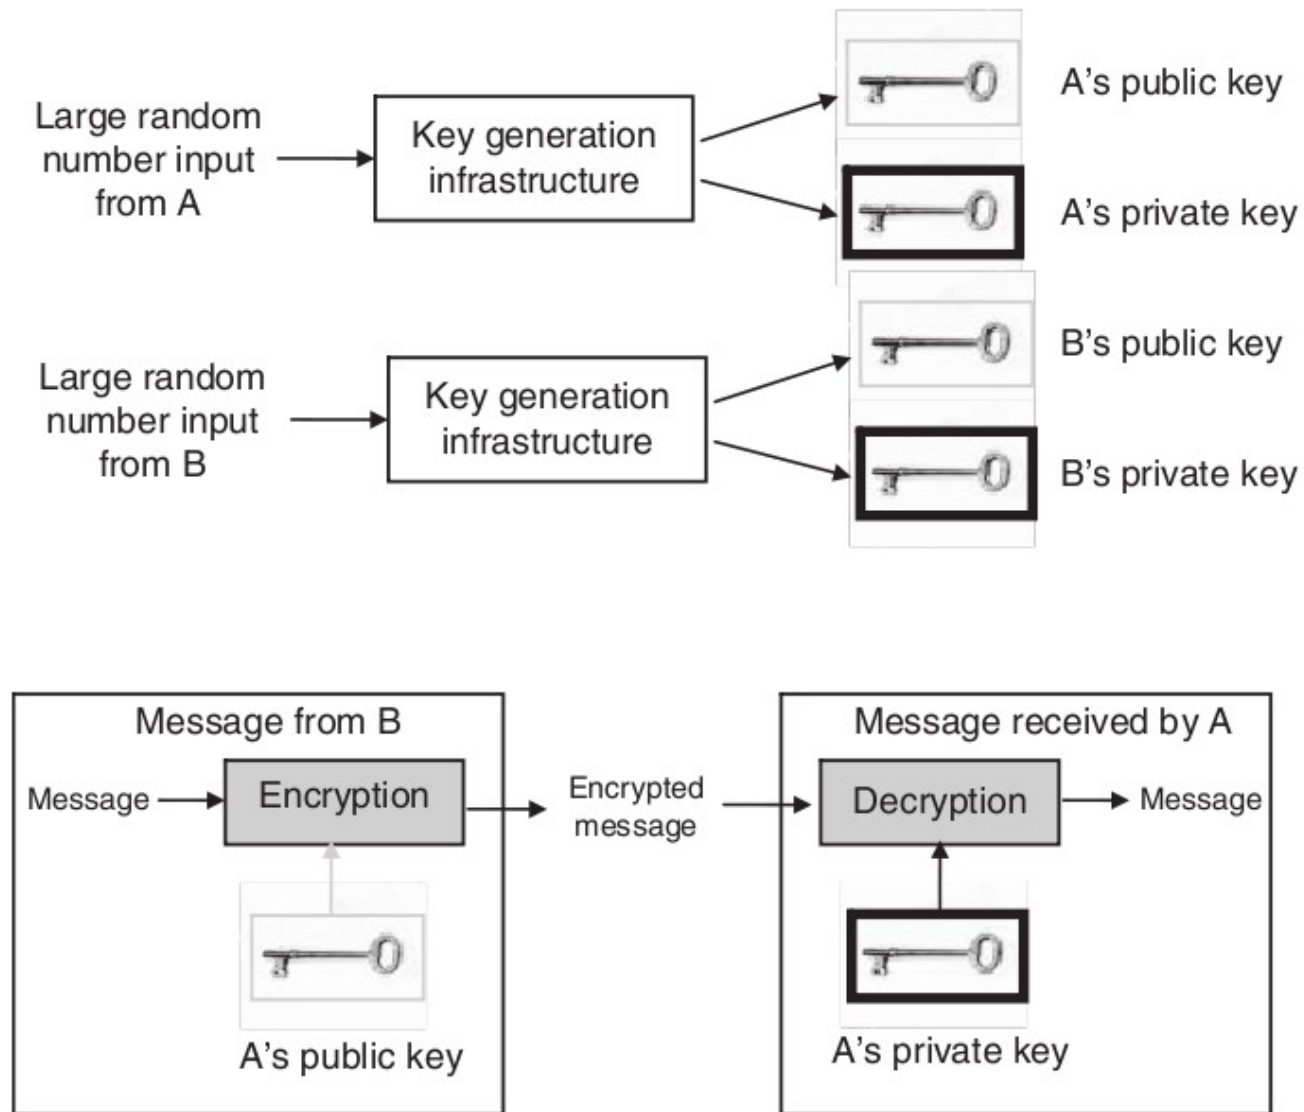 Large random
number input
from A
Key generation
infrastructure
A’s public key
A’s private key
Large random
number input
from B
Key generation
infrastructure
B’s public key
B’s private key
Message from B
Message
Encryption
A’s public key
Encrypted
message
Message received by A
Decryption
Message
A’s private key